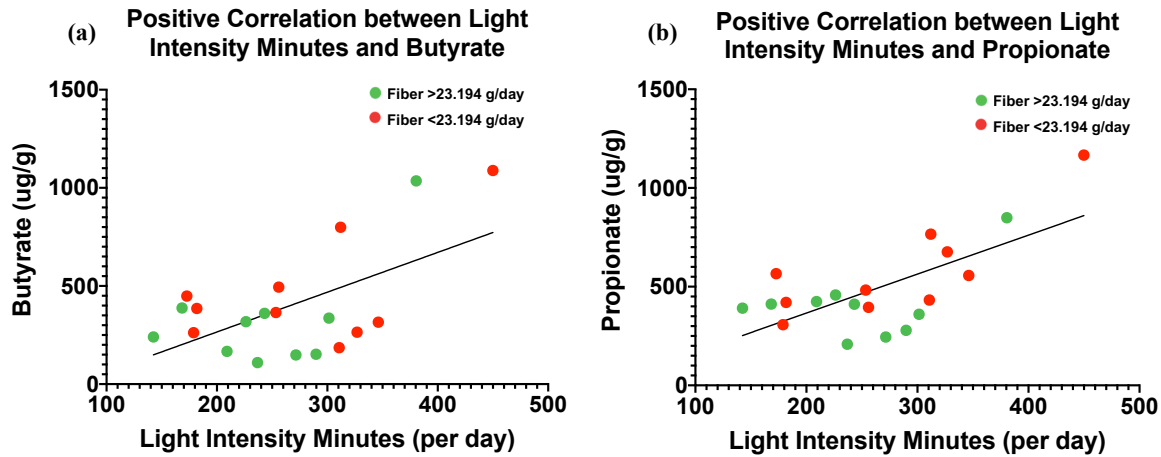 (a)
Positive Correlation between Light
Intensity Minutes and Butyrate
Fiber >23.194 g/day
Fiber <23.194 g/day
Butyrate (ug/g)
1500
1000
500
0
100
200
300
400
500
Light Intensity Minutes (per day)
(b)
Positive Correlation between Light
Intensity Minutes and Propionate
Fiber >23.194 g/day
Fiber <23.194 g/day
Propionate (ug/g)
1500
1000
500
0
100
200
300
400
500
Light Intensity Minutes (per day)